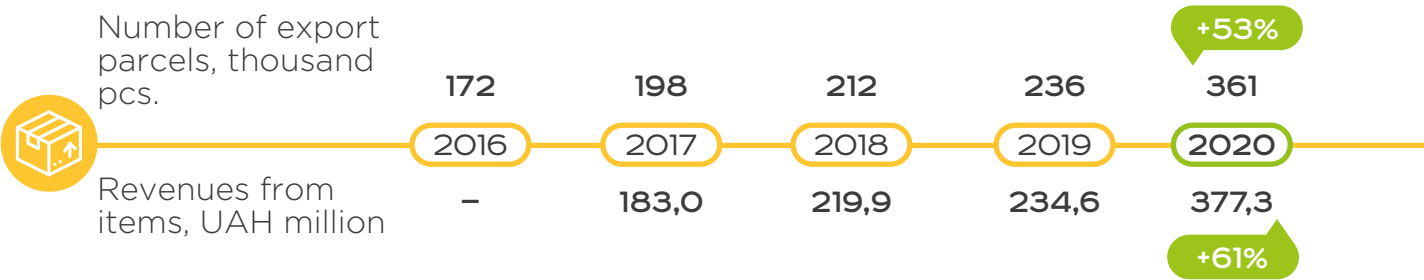 Number of export
parcels, thousand
pcs.
+53%
172 198 212 236 361
2016 2017 2018 2019 2020
Revenues from
items, UAH million
– 183,0 219,9 234,6 377,3
+61%